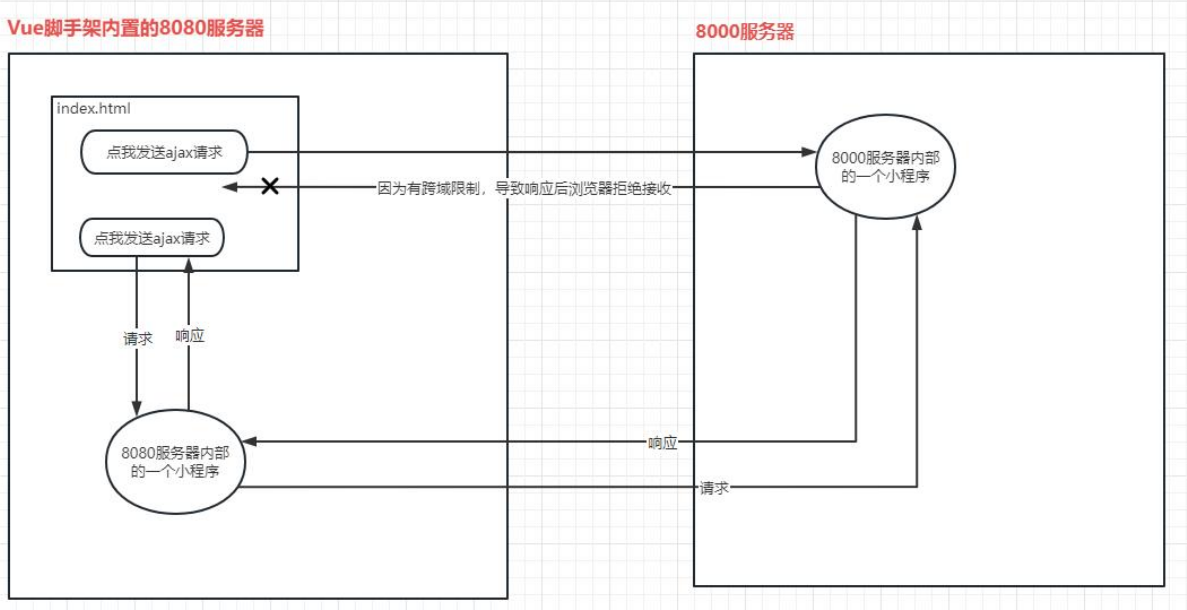 Vue脚手架内置的8080服务器
8000服务器
index.html
点我发送ajax请求
8000服务器内部
的一个小程序
因为有跨域限制，导致响应后浏览器拒绝接收
点我发送ajax请求
请求
响应
8080服务器内部
的一个小程序
响应
请求